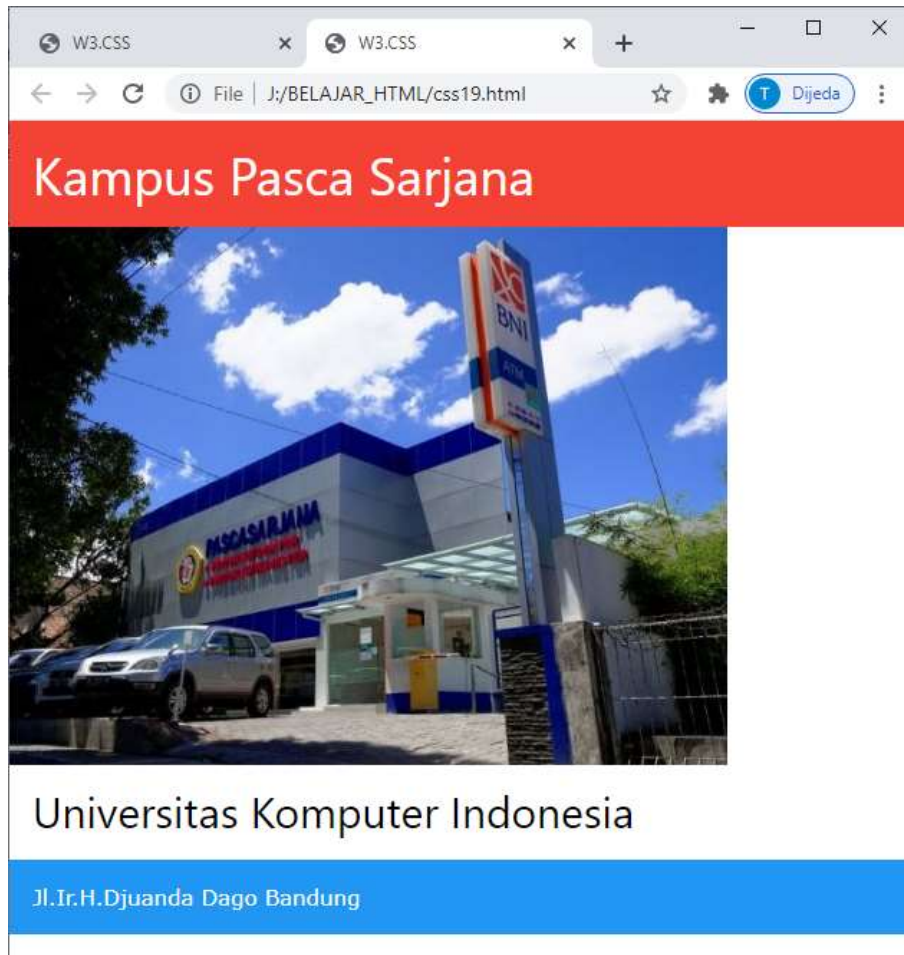 W3.CSS
W3.CSS
File J:/BELAJAR_HTML/css19.html
T Dijeda
Kampus Pasca Sarjana
BNI
ATM
PASCASARJANA
Universitas Komputer Indonesia
Jl.Ir.H.Djuanda Dago Bandung